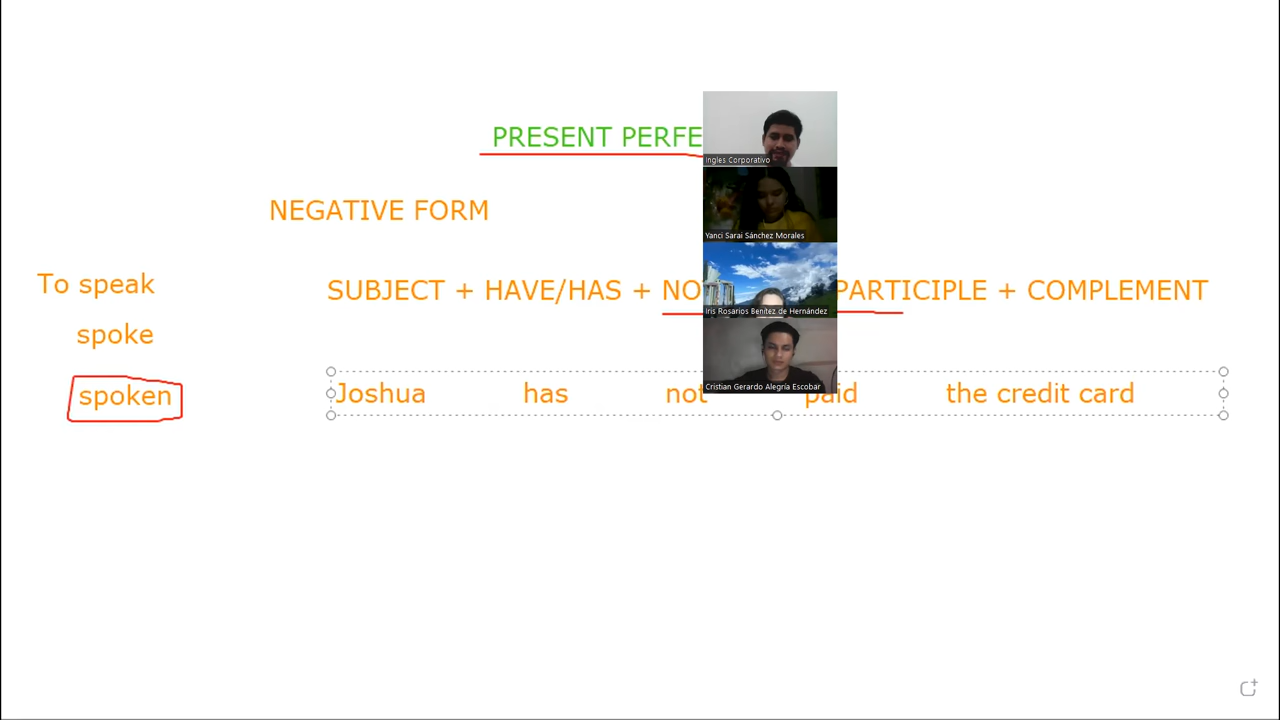 PRESENT PERFE
Ingles Corporativo
NEGATIVE FORM
Yanci Sarai Sánchez Morales
To speak
SUBJECT + HAVE/HAS + NO PARTICIPLE + COMPLEMENT
Iris Rosarios Benítez de Hernández
spoke
Cristian Gerardo Alegría Escobar
spoken
Joshua has not paid the credit card